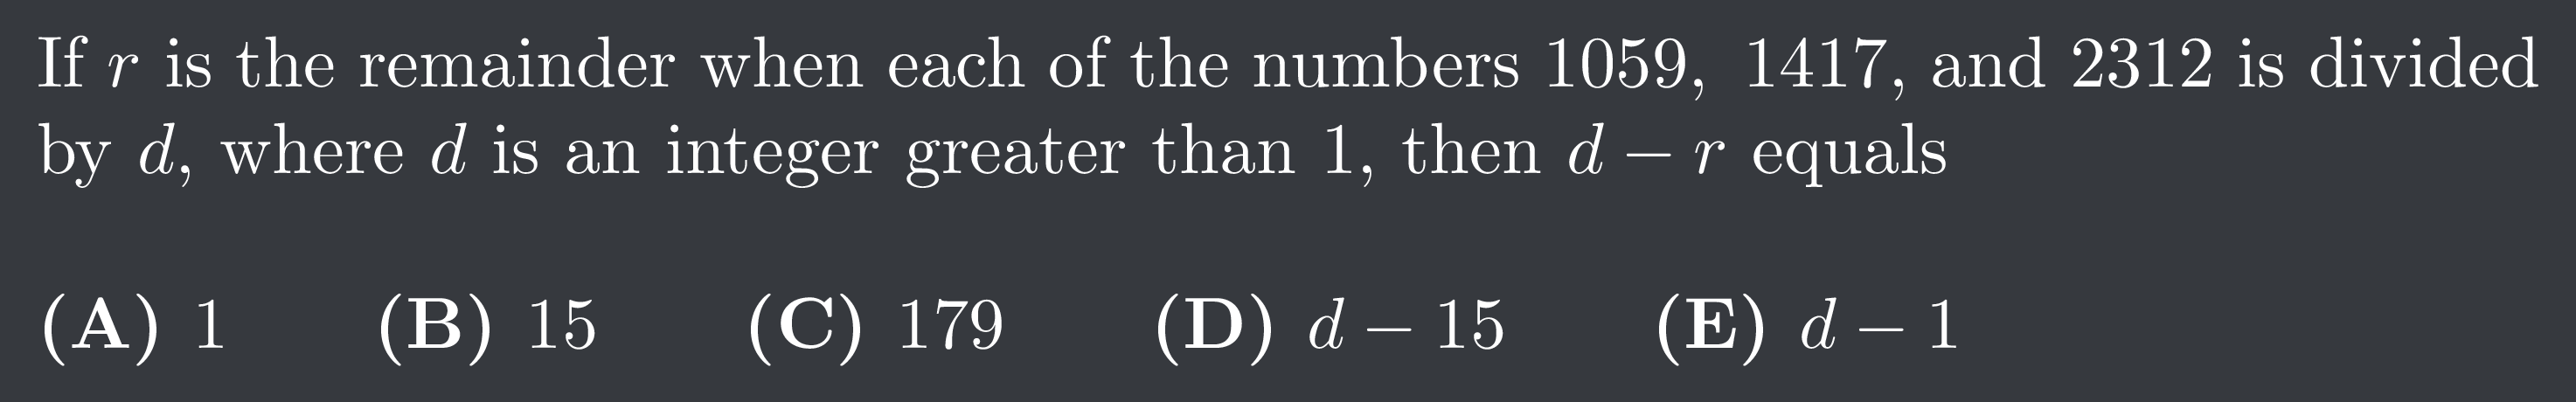 If r is the remainder when each of the numbers 1059, 1417, and 2312 is divided
by d, where d is an integer greater than 1, then d − r equals
(A) 1 (B) 15 (C) 179 (D) d − 15 (E) d − 1